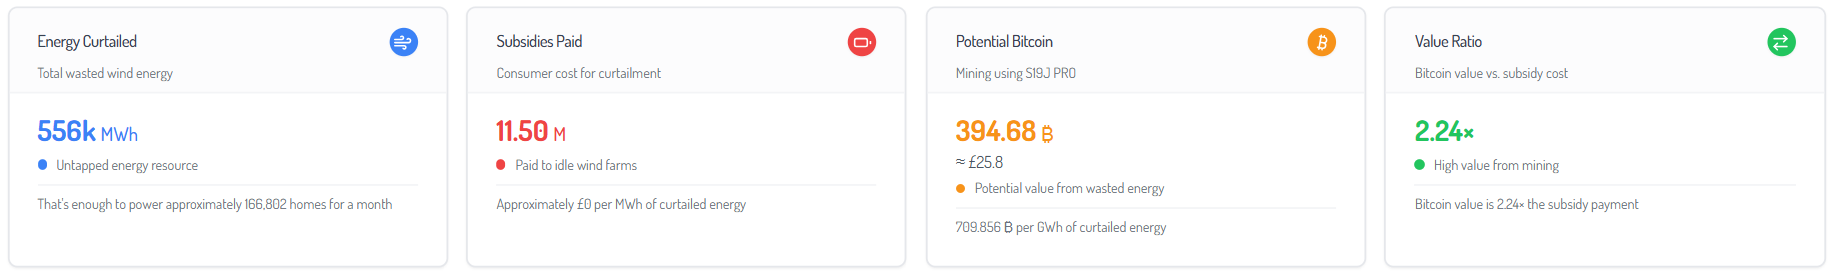 Energy Curtailed
Total wasted wind energy
556k MWh
Untapped energy resource
That's enough to power approximately 166,802 homes for a month
Subsidies Paid
Consumer cost for curtailment
11.50 M
Paid to idle wind farms
Approximately £0 per MWh of curtailed energy
Potential Bitcoin
Mining using S19J PRO
394.68 ₿
≈ £25.8
Potential value from wasted energy
709.856 ₿ per GWh of curtailed energy
Value Ratio
Bitcoin value vs. subsidy cost
2.24×
High value from mining
Bitcoin value is 2.24× the subsidy payment